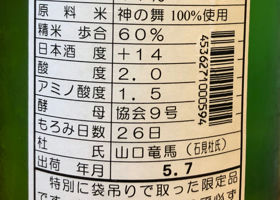 原料米 神の舞 100%使用
精米歩合 60%
日本酒度 +14
酸度 2.0
アミノ酸度 1.5
酵母 協会9号
もろみ日数 26日
杜氏 山口竜馬(石見杜氏)
出荷年月 5.7
特別に袋吊りで取った限定品
4536271000594